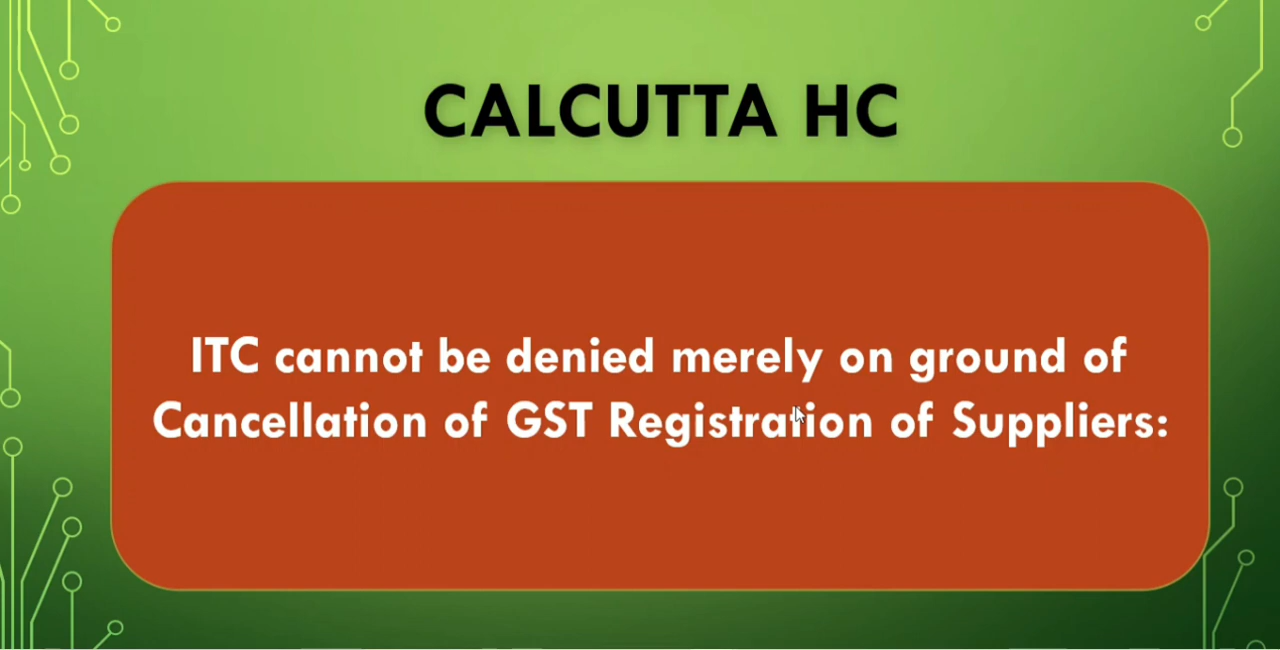 CALCUTTA HC
ITC cannot be denied merely on ground of
Cancellation of GST Registration of Suppliers: